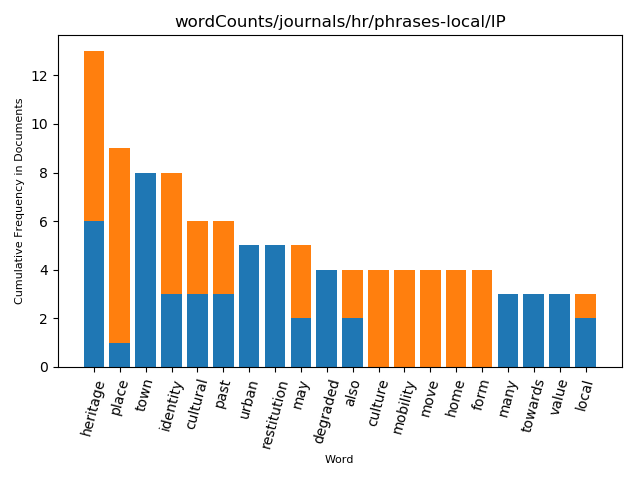 wordCounts/journals/hr/phrases-local/IP
Cumulative Frequency in Documents
12
10
8
6
4
2
0
heritage
place
town
identity
cultural
past
urban
restitution
may
degraded
also
culture
mobility
move
home
form
many
towards
value
local
Word